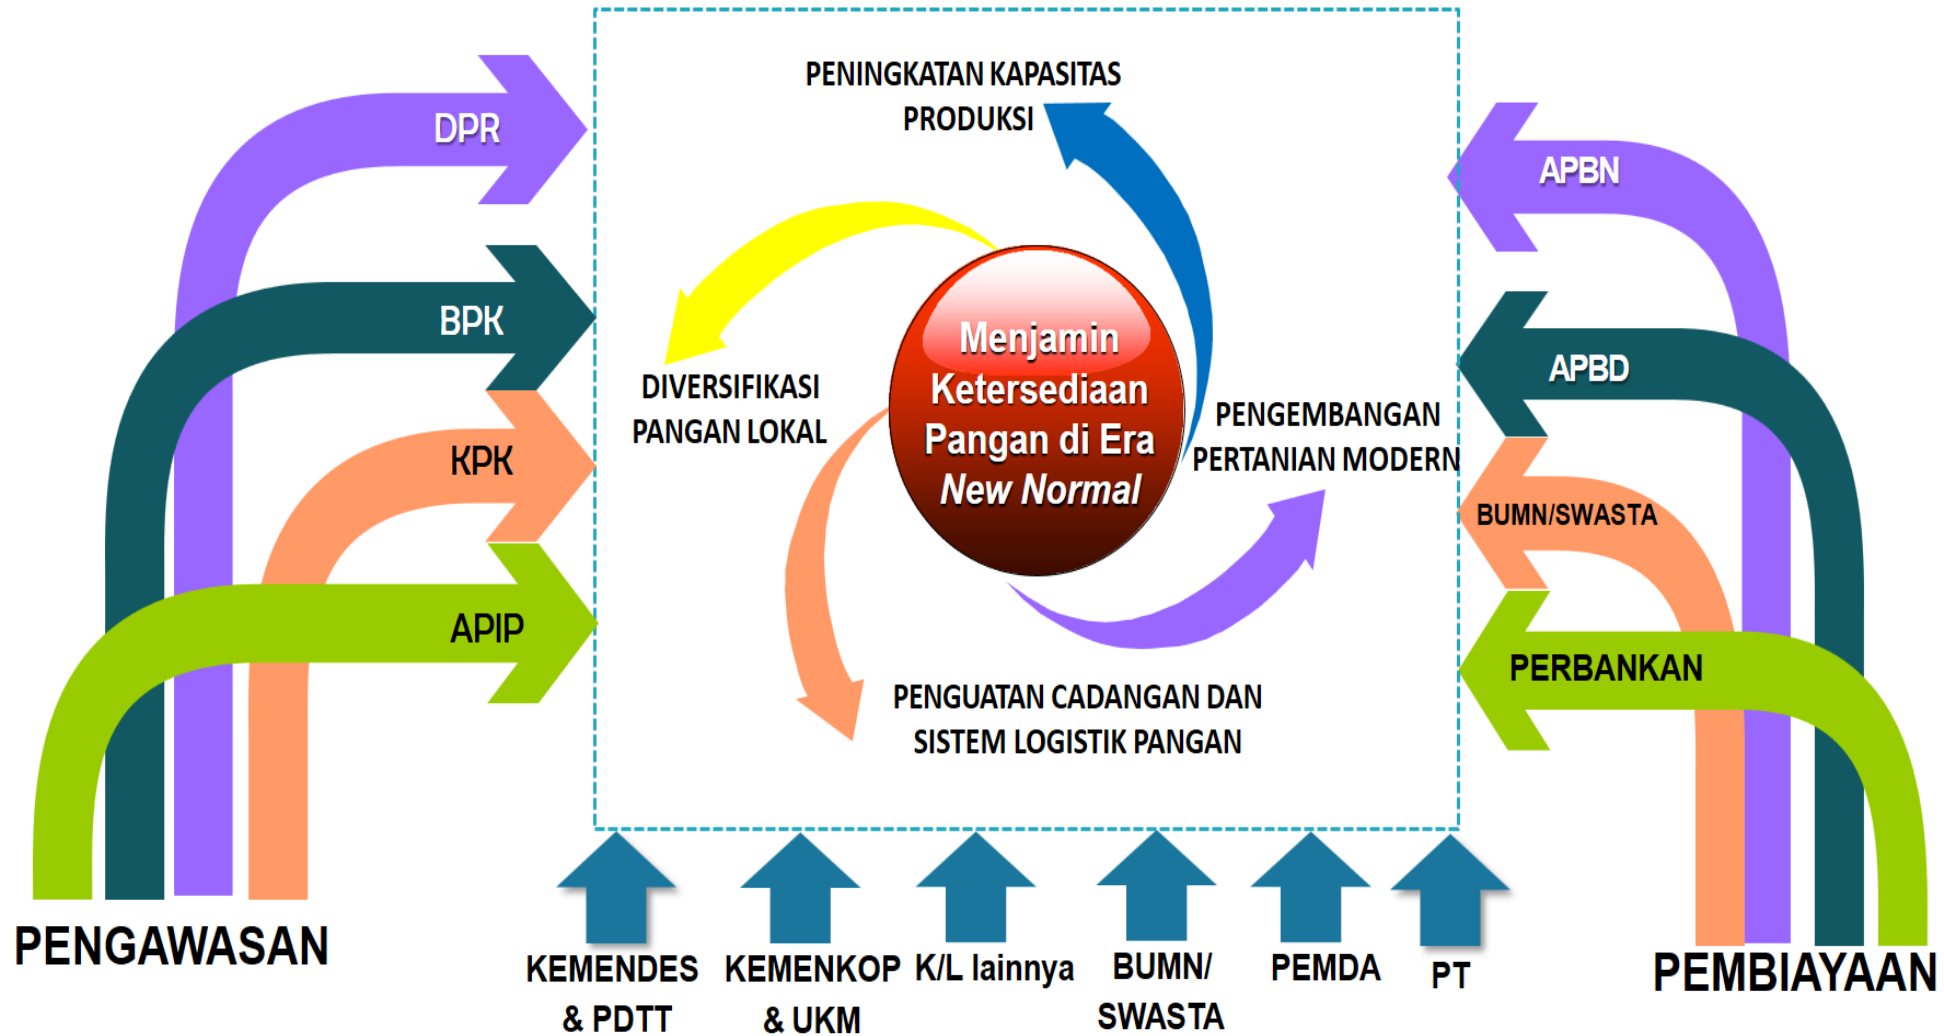 PENINGKATAN KAPASITAS
PRODUKSI
DPR
BPK
KPK
APIP
PENGAWASAN
DIVERSIFIKASI
PANGAN LOKAL
Menjamin
Ketersediaan
Pangan di Era
New Normal
PENGEMBANGAN
PERTANIAN MODERN
PENGUATAN CADANGAN DAN
SISTEM LOGISTIK PANGAN
APBN
APBD
BUMN/SWASTA
PERBANKAN
PEMBIAYAAN
KEMENDES
& PDTT
KEMENKOP
& UKM
K/L lainnya
BUMN/
SWASTA
PEMDA
PT